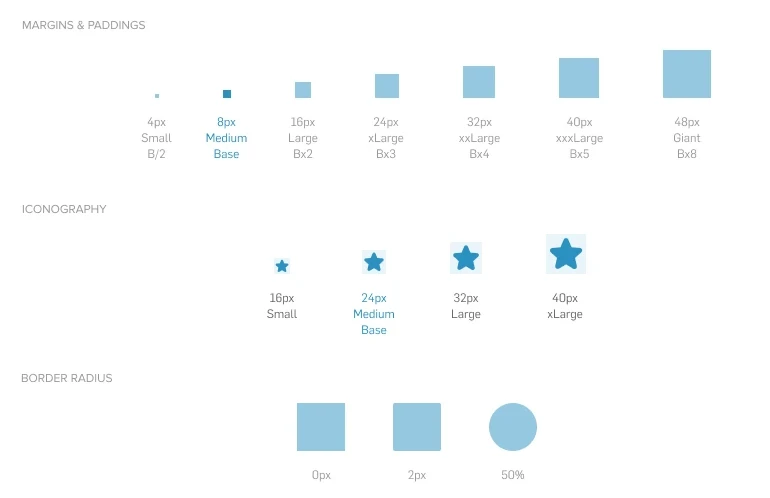 MARGINS & PADDINGS
4px 8px 16px 24px 32px 40px 48px
Small Medium Large xLarge xxLarge xxxLarge Giant
B/2 Base Bx2 Bx3 Bx4 Bx5 Bx8
ICONOGRAPHY
16px 24px 32px 40px
Small Medium Large xLarge
Base
BORDER RADIUS
0px 2px 50%